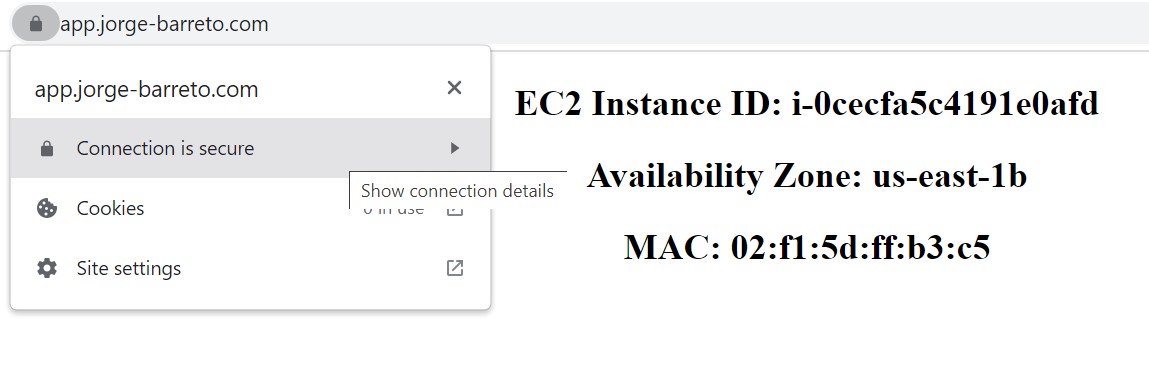 app.jorge-barreto.com
app.jorge-barreto.com
Connection is secure
Show connection details
Cookies
0 in use
Site settings
EC2 Instance ID: i-0cecfa5c4191e0afd
Availability Zone: us-east-1b
MAC: 02:f1:5d:ff:b3:c5